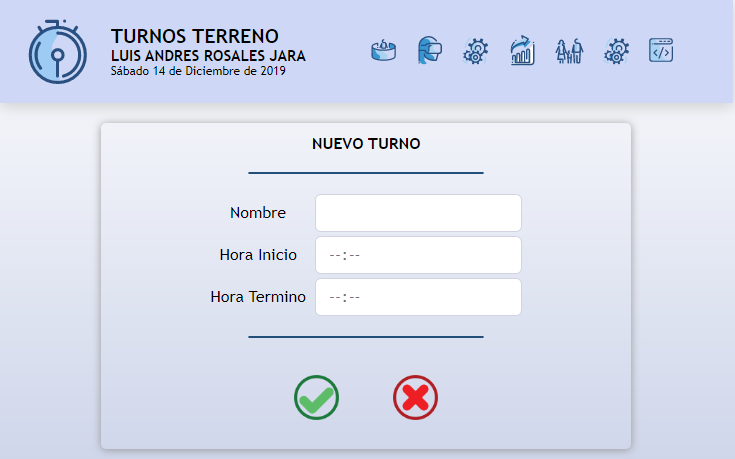 TURNOS TERRENO
LUIS ANDRES ROSALES JARA
Sábado 14 de Diciembre de 2019
</>
NUEVO TURNO
Nombre
Hora Inicio --:--
Hora Termino --:--